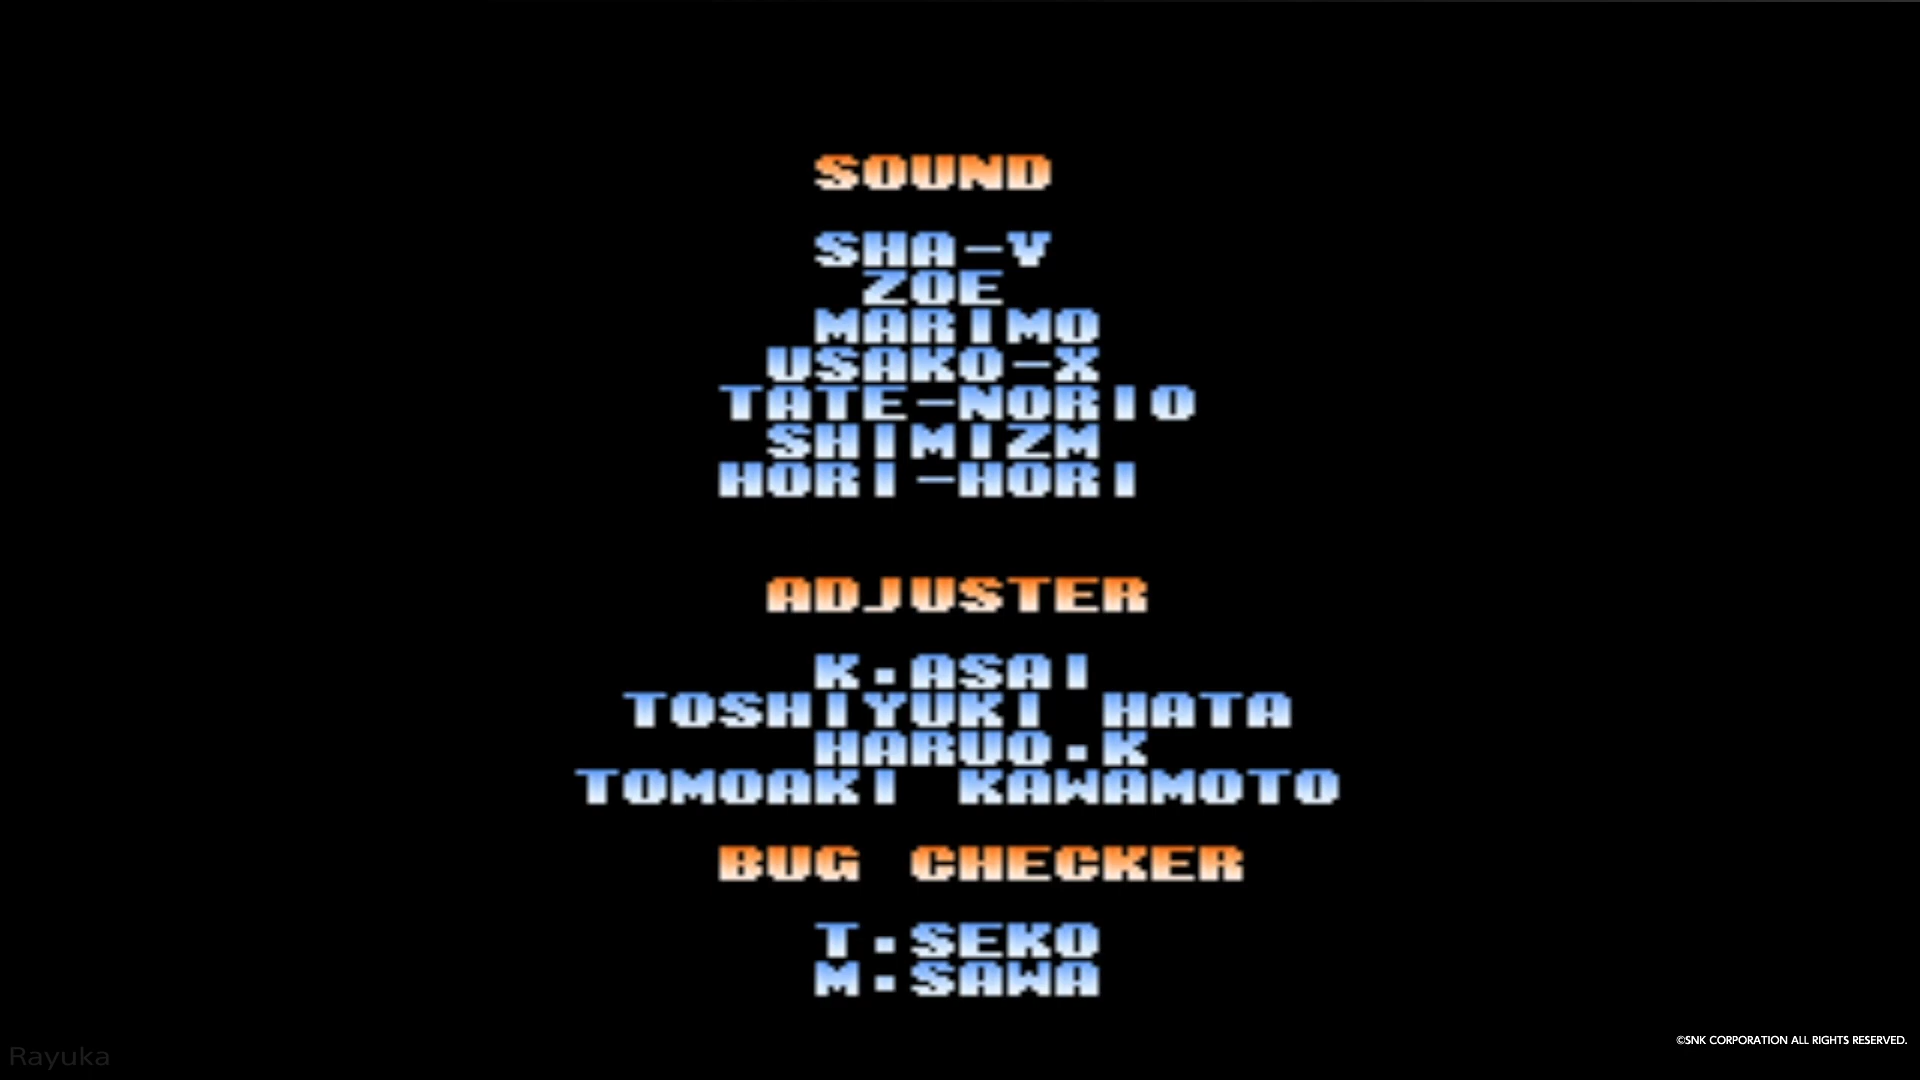 SOUND
SHA-V
ZOE
MARIMO
USAKO-X
TATE-NORIO
SHIMIZM
HORI-HORI
ADJUSTER
K.ASAI
TOSHIYUKI HATA
HARUO.K
TOMOAKI KAWAMOTO
BUG CHECKER
T.SEKO
M.SAWA
Rayuka
©SNK CORPORATION ALL RIGHTS RESERVED.